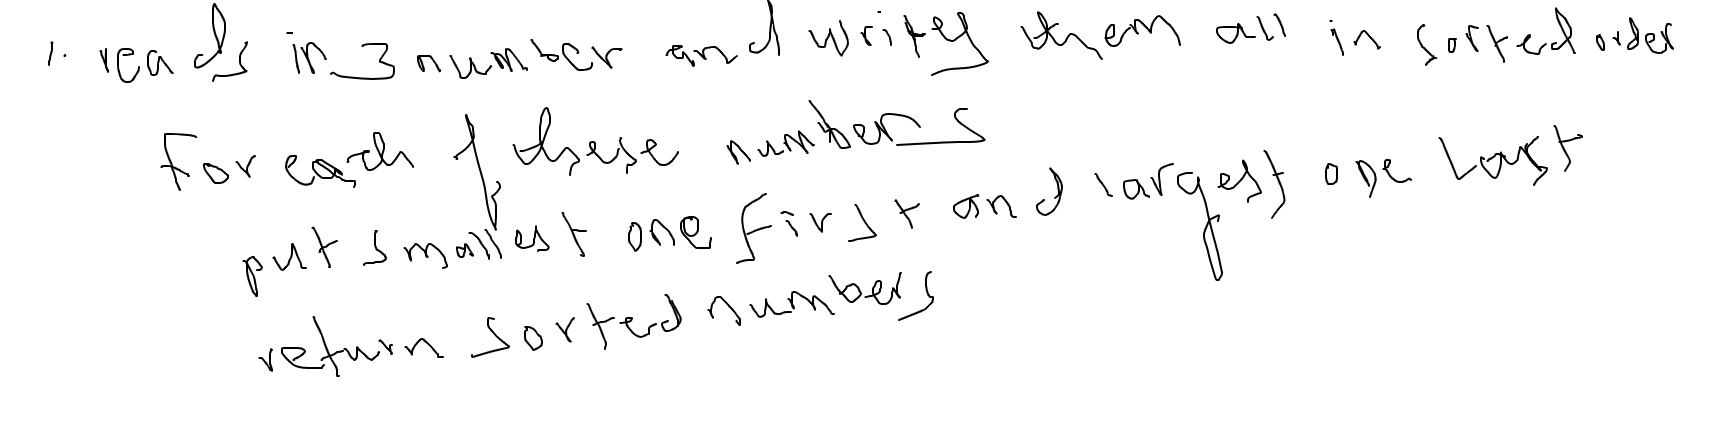 1. reads in 3 number and writes them all in sorted order
For each of these numbers
put smallest one first and largest one last
return sorted numbers